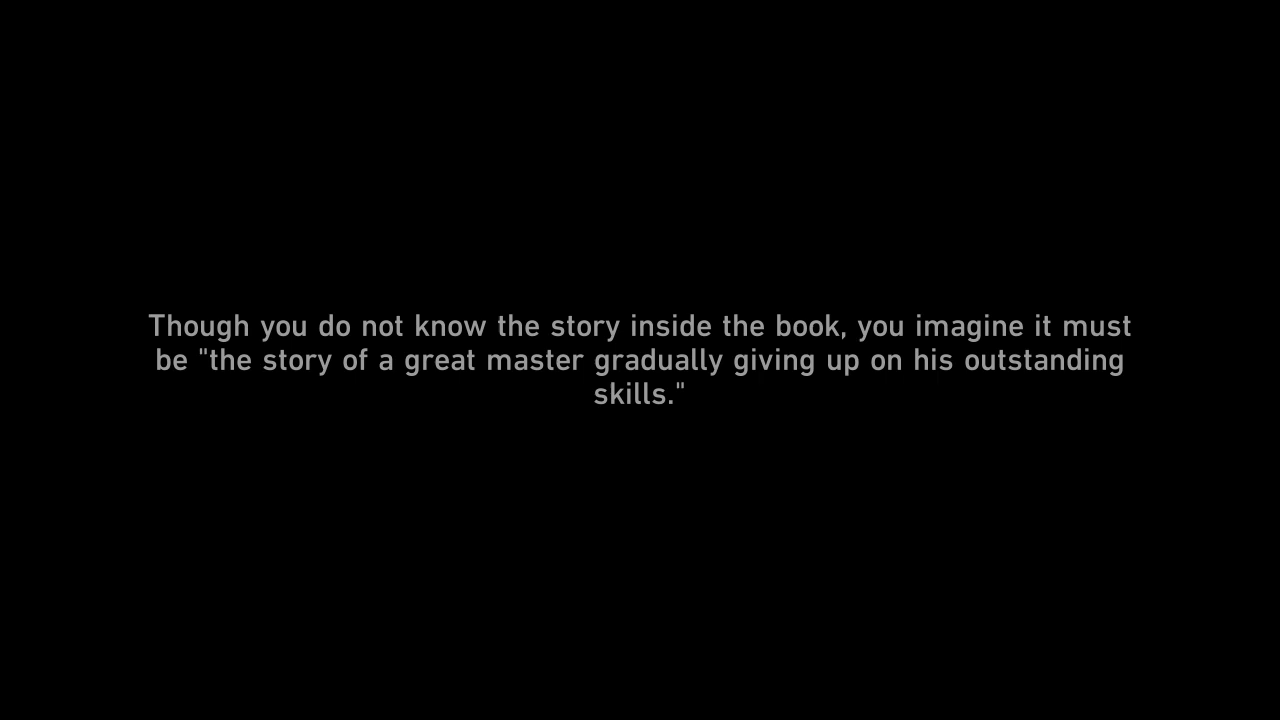 Though you do not know the story inside the book, you imagine it must
be "the story of a great master gradually giving up on his outstanding
skills."